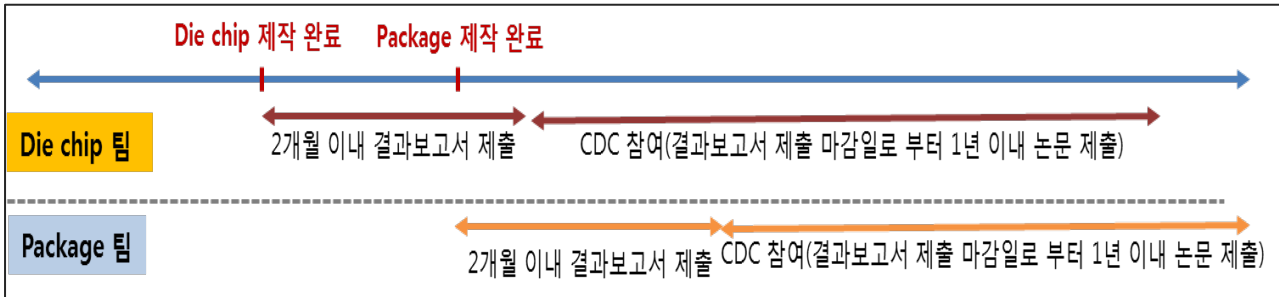 Die chip 제작 완료
Package 제작 완료
Die chip 팀
2개월 이내 결과보고서 제출
CDC 참여(결과보고서 제출 마감일로 부터 1년 이내 논문 제출)
Package 팀
2개월 이내 결과보고서 제출
CDC 참여(결과보고서 제출 마감일로 부터 1년 이내 논문 제출)